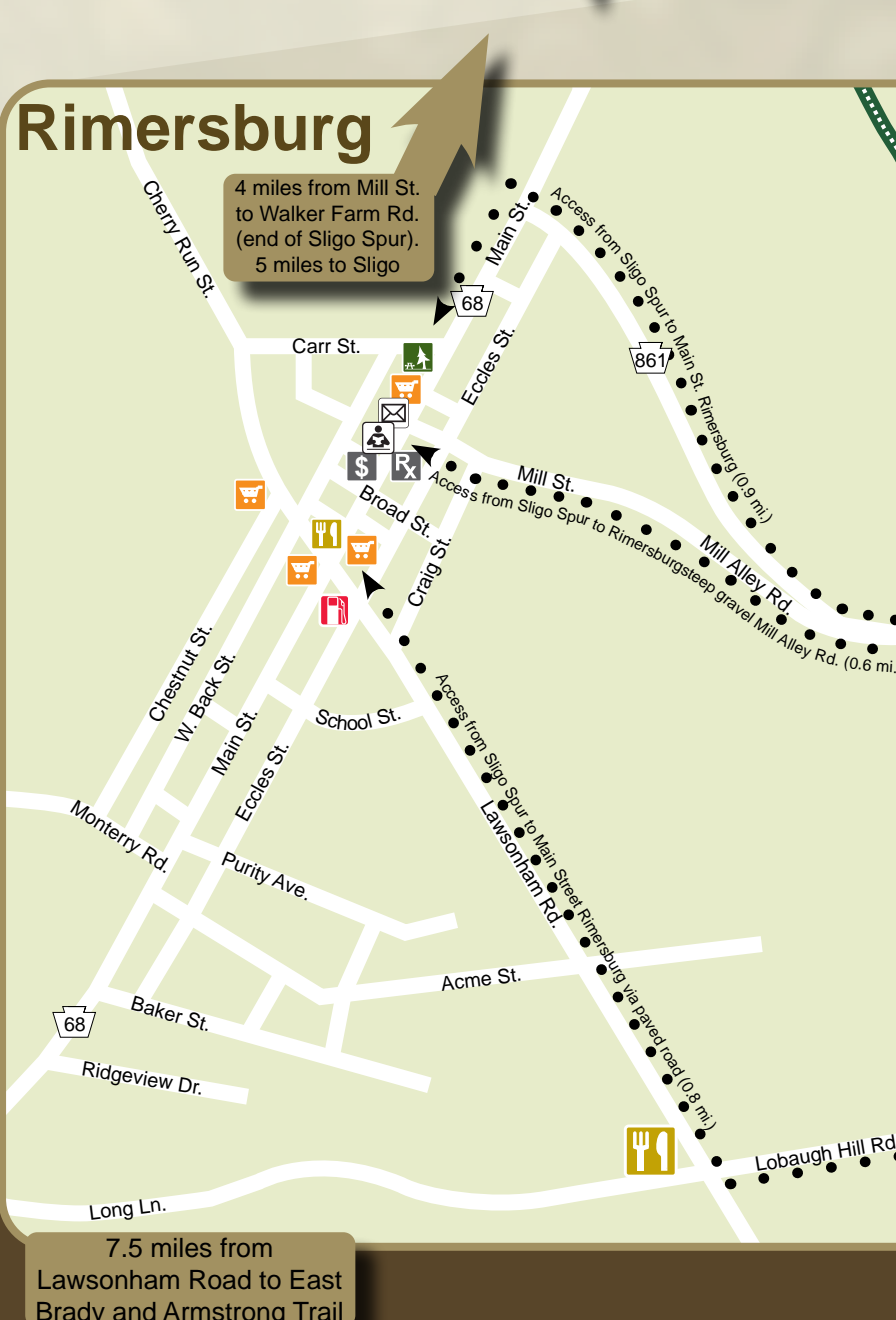 Rimersburg
4 miles from Mill St.
to Walker Farm Rd.
(end of Sligo Spur).
5 miles to Sligo
Cherry Run St.
Main St.
Access from Sligo Spur to Main St. Rimersburg (0.9 mi.)
68
861
Carr St.
Eccles St.
$
Rx
Mill St.
Access from Sligo Spur to Rimersburgsteep gravel Mill Alley Rd. (0.6 mi.
Broad St.
Mill Alley Rd.
Craig St.
Chestnut St.
W. Back St.
Main St.
Eccles St.
School St.
Access from Sligo Spur to Main Street Rimersburg via paved road (0.8 mi.)
Lawsonham Rd.
Monterry Rd.
Purity Ave.
Acme St.
68
Baker St.
Ridgeview Dr.
Lobaugh Hill Rd
Long Ln.
7.5 miles from
Lawsonham Road to East
Brady and Armstrong Trail